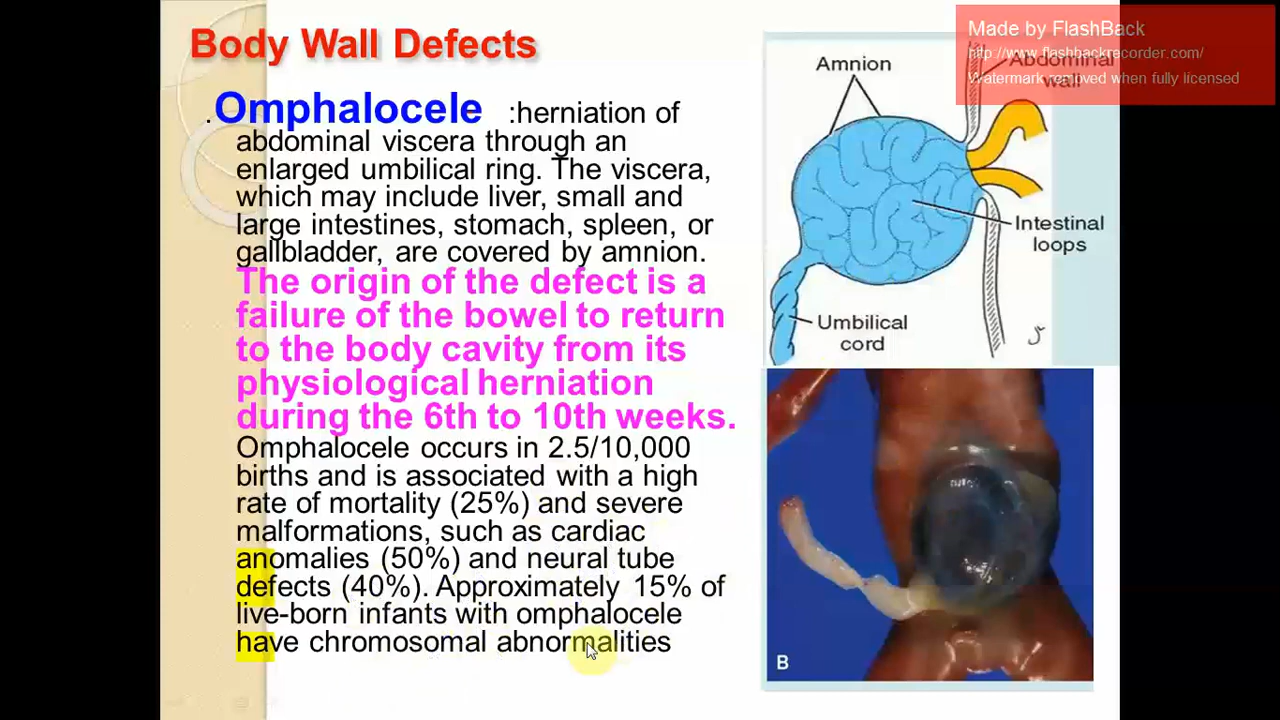 Body Wall Defects
.Omphalocele :herniation of
abdominal viscera through an
enlarged umbilical ring. The viscera,
which may include liver, small and
large intestines, stomach, spleen, or
gallbladder, are covered by amnion.
The origin of the defect is a
failure of the bowel to return
to the body cavity from its
physiological herniation
during the 6th to 10th weeks.
Omphalocele occurs in 2.5/10,000
births and is associated with a high
rate of mortality (25%) and severe
malformations, such as cardiac
anomalies (50%) and neural tube
defects (40%). Approximately 15% of
live-born infants with omphalocele
have chromosomal abnormalities
Made by FlashBack
http://www.flashbackrecorder.com/
Watermark removed when fully licensed
Amnion
Abdominal
wall
Intestinal
loops
Umbilical
cord
B